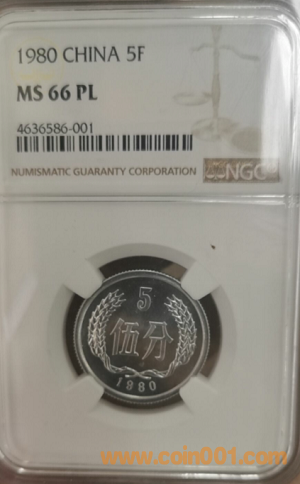 1980 CHINA 5F
MS 66 PL
4636586-001
NUMISMATIC GUARANTY CORPORATION
NGC
5
伍分
1980
www.coin001.com